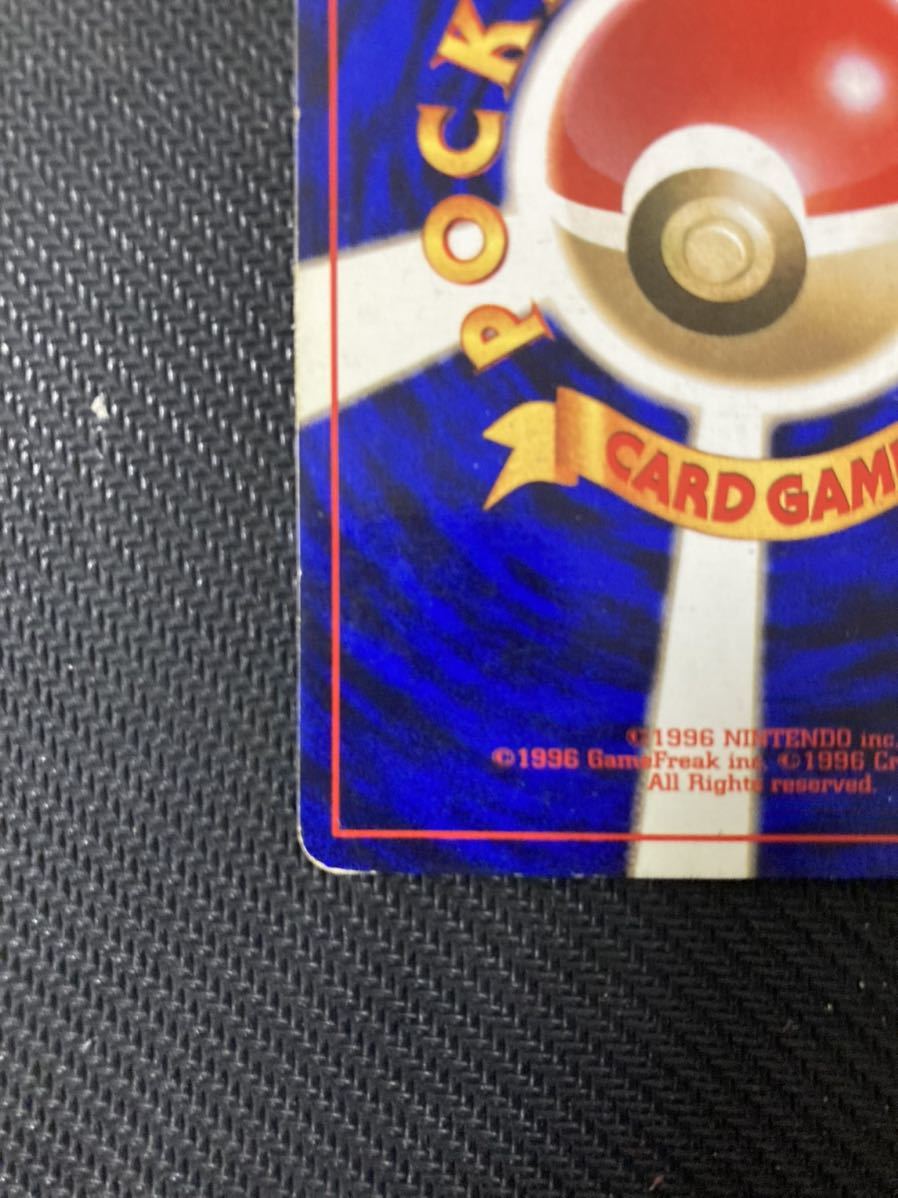 POCK
CARD GAM
©1996 NINTENDO inc.
©1996 GameFreak inc. ©1996 Cr
All Rights reserved.